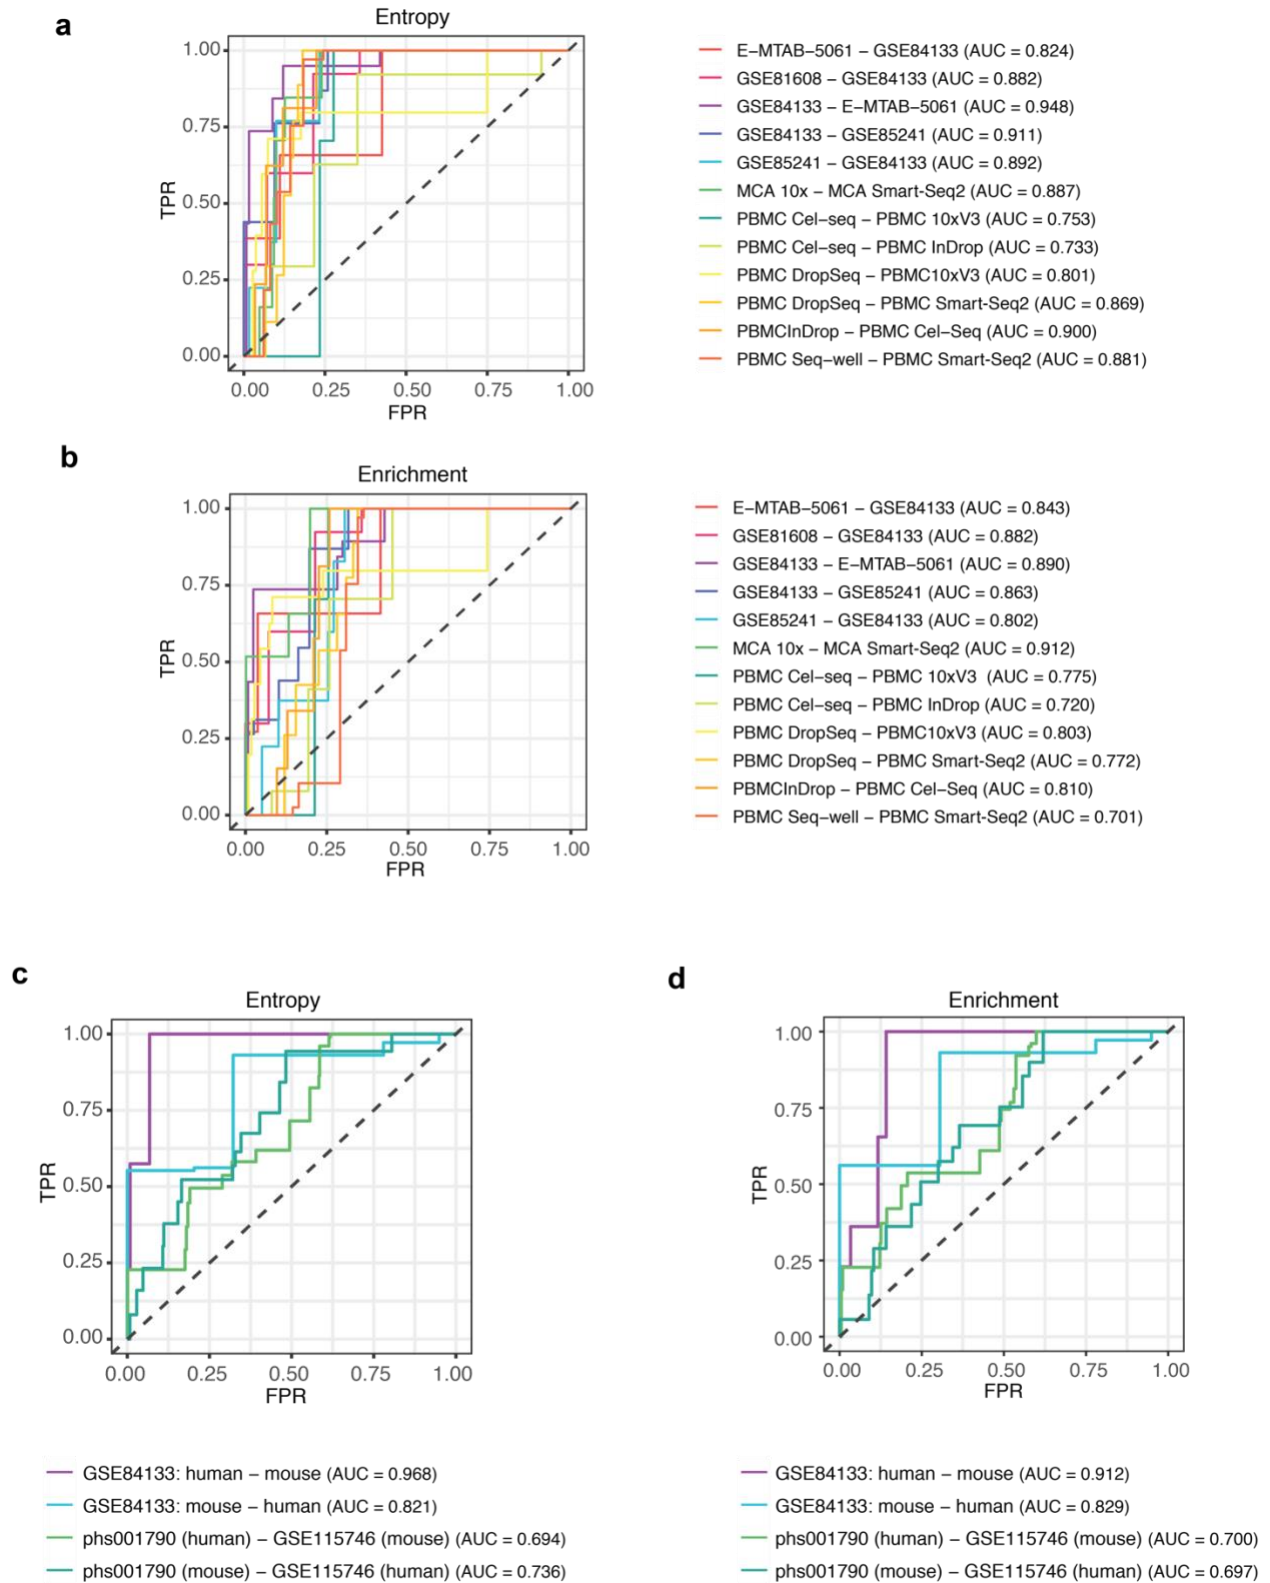 a
Entropy
1.00
0.75
0.50
0.25
0.00
TPR
0.00 0.25 0.50 0.75 1.00
FPR
E−MTAB−5061 − GSE84133 (AUC = 0.824)
GSE81608 − GSE84133 (AUC = 0.882)
GSE84133 − E−MTAB−5061 (AUC = 0.948)
GSE84133 − GSE85241 (AUC = 0.911)
GSE85241 − GSE84133 (AUC = 0.892)
MCA 10x − MCA Smart−Seq2 (AUC = 0.887)
PBMC Cel−seq − PBMC 10xV3 (AUC = 0.753)
PBMC Cel−seq − PBMC InDrop (AUC = 0.733)
PBMC DropSeq − PBMC10xV3 (AUC = 0.801)
PBMC DropSeq − PBMC Smart−Seq2 (AUC = 0.869)
PBMCInDrop − PBMC Cel−Seq (AUC = 0.900)
PBMC Seq−well − PBMC Smart−Seq2 (AUC = 0.881)
b
Enrichment
1.00
0.75
0.50
0.25
0.00
TPR
0.00 0.25 0.50 0.75 1.00
FPR
E−MTAB−5061 − GSE84133 (AUC = 0.843)
GSE81608 − GSE84133 (AUC = 0.882)
GSE84133 − E−MTAB−5061 (AUC = 0.890)
GSE84133 − GSE85241 (AUC = 0.863)
GSE85241 − GSE84133 (AUC = 0.802)
MCA 10x − MCA Smart−Seq2 (AUC = 0.912)
PBMC Cel−seq − PBMC 10xV3 (AUC = 0.775)
PBMC Cel−seq − PBMC InDrop (AUC = 0.720)
PBMC DropSeq − PBMC10xV3 (AUC = 0.803)
PBMC DropSeq − PBMC Smart−Seq2 (AUC = 0.772)
PBMCInDrop − PBMC Cel−Seq (AUC = 0.810)
PBMC Seq−well − PBMC Smart−Seq2 (AUC = 0.701)
c
Entropy
1.00
0.75
0.50
0.25
0.00
TPR
0.00 0.25 0.50 0.75 1.00
FPR
GSE84133: human − mouse (AUC = 0.968)
GSE84133: mouse − human (AUC = 0.821)
phs001790 (human) − GSE115746 (mouse) (AUC = 0.694)
phs001790 (mouse) − GSE115746 (human) (AUC = 0.736)
d
Enrichment
1.00
0.75
0.50
0.25
0.00
TPR
0.00 0.25 0.50 0.75 1.00
FPR
GSE84133: human − mouse (AUC = 0.912)
GSE84133: mouse − human (AUC = 0.829)
phs001790 (human) − GSE115746 (mouse) (AUC = 0.700)
phs001790 (mouse) − GSE115746 (human) (AUC = 0.697)